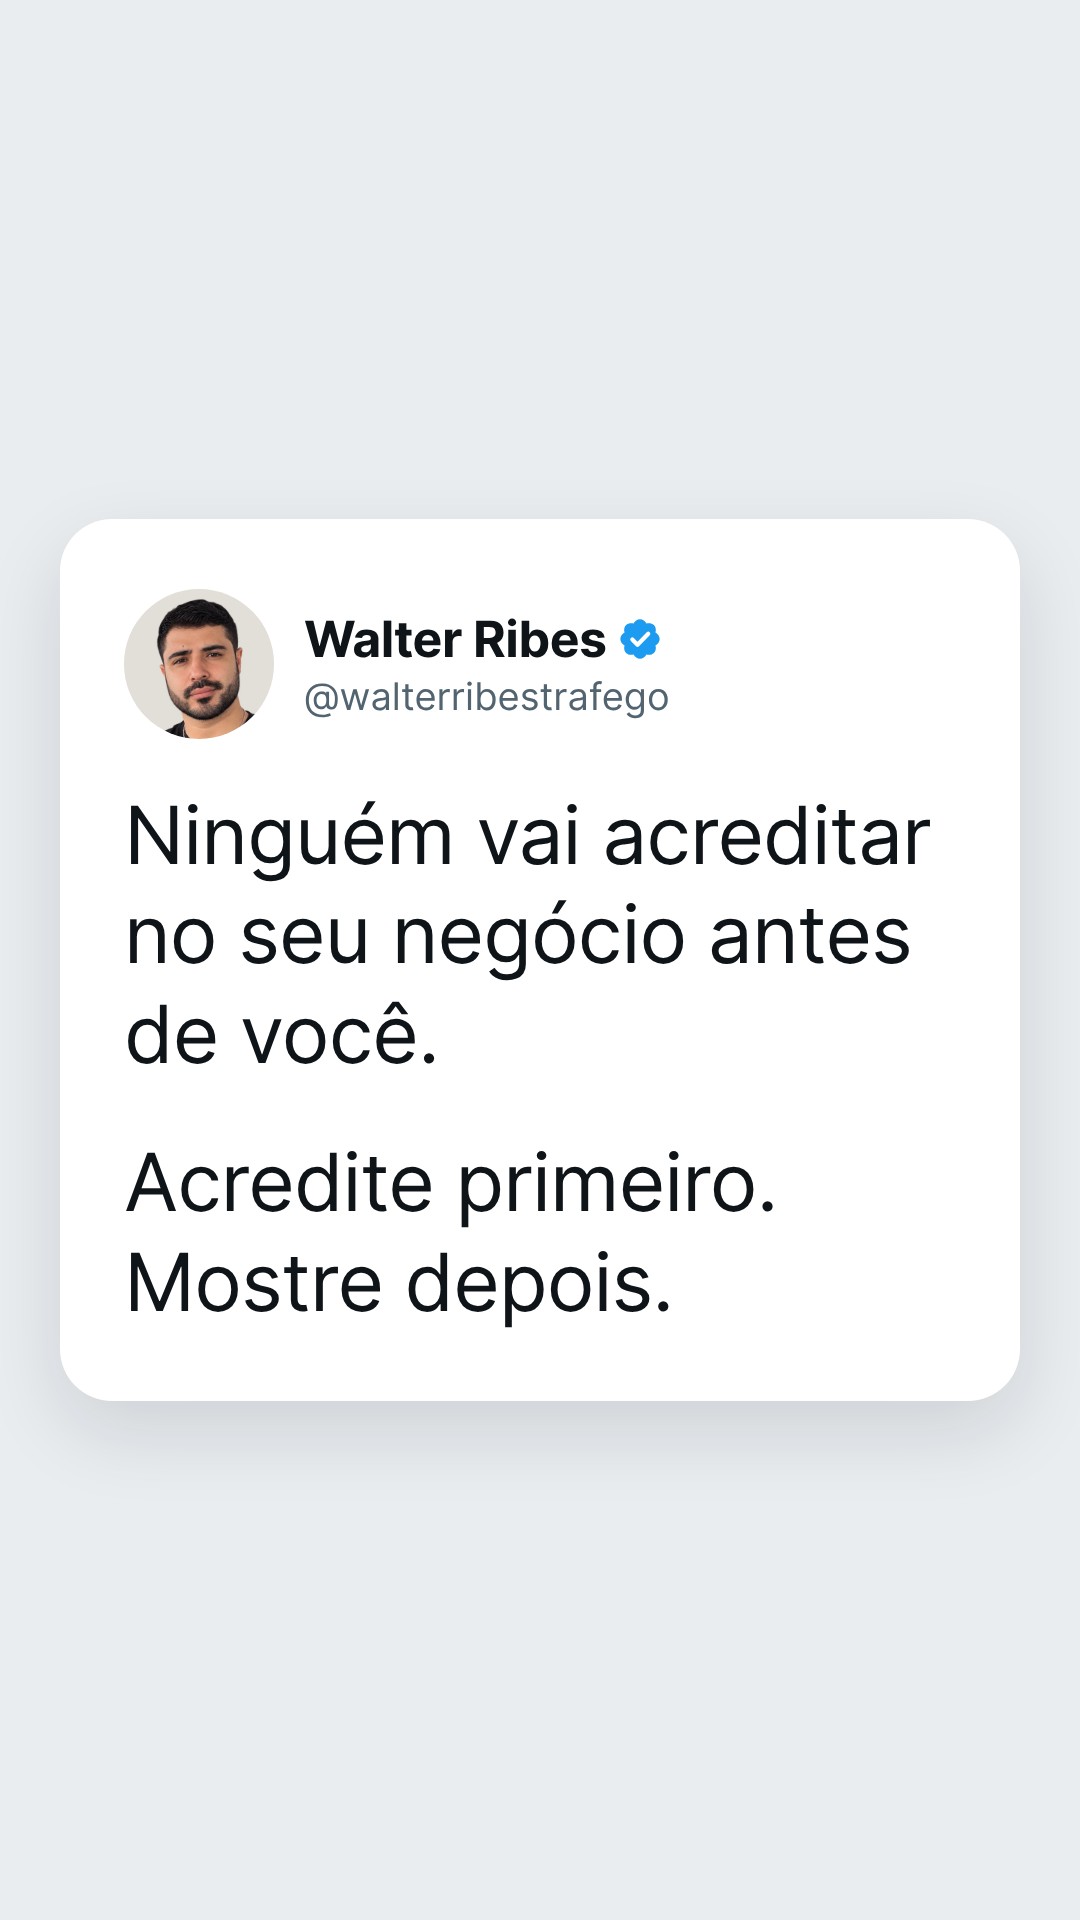 Walter Ribes
@walterribestrafego
Ninguém vai acreditar
no seu negócio antes
de você.
Acredite primeiro.
Mostre depois.